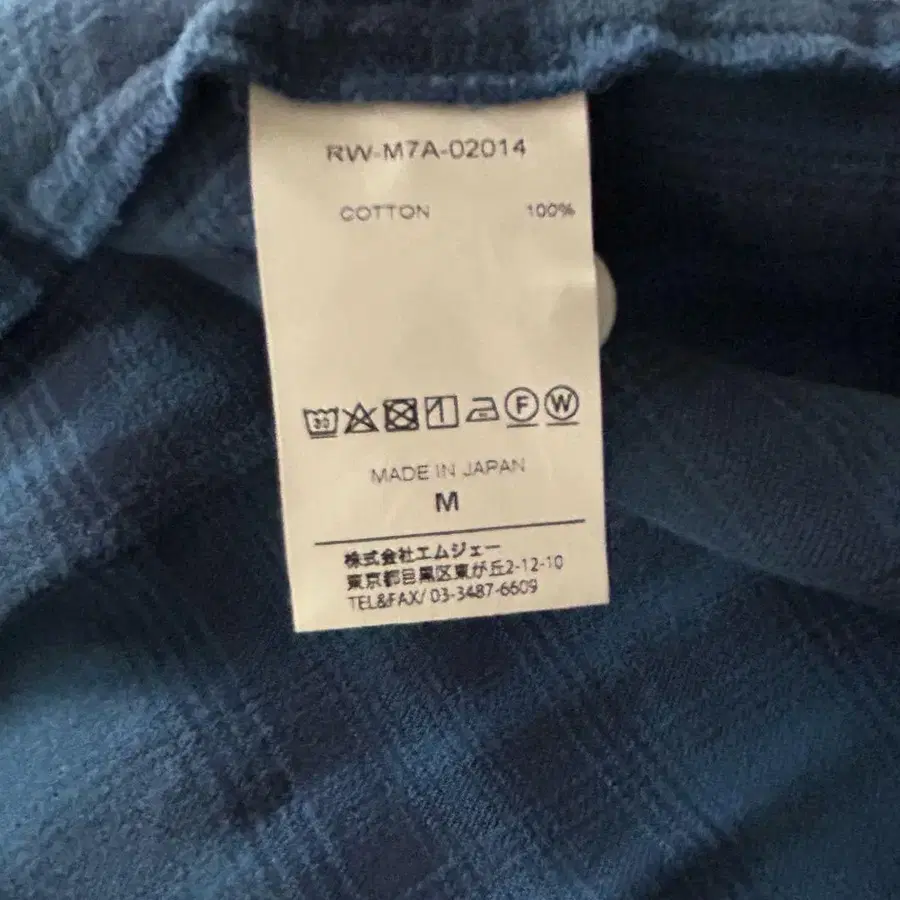 RW-M7A-02014
COTTON 100%
30 F W
MADE IN JAPAN
M
株式会社エムジェー
東京都目黒区東が丘2-12-10
TEL&FAX/ 03-3487-6609